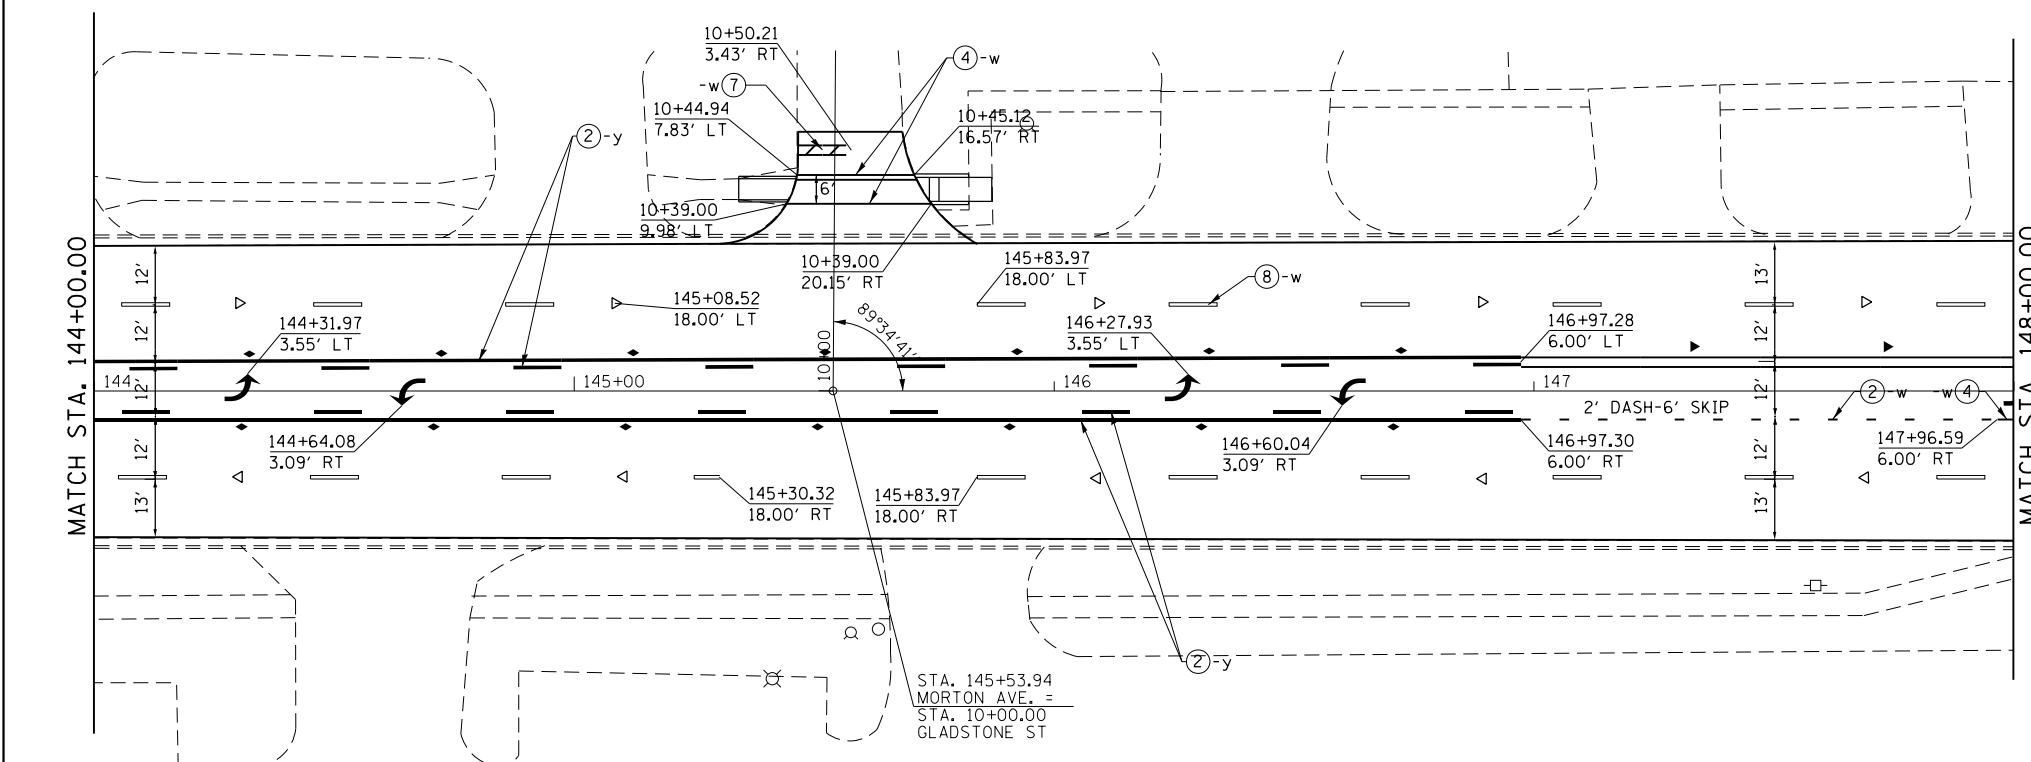 10+50.21
3.43' RT
4 -w
-w 7
10+44.94
7.83' LT
10+45.12
16.57' RT
2 -y
6'
10+39.00
9.98' LT
10+39.00
20.15' RT
145+83.97
18.00' LT
8 -w
12'
13'
145+08.52
18.00' LT
144+31.97
3.55' LT
89°34'41"
146+27.93
3.55' LT
146+97.28
6.00' LT
12'
12'
10+00
MATCH STA. 144+00.00
MATCH STA. 148+00.00
144
145+00
146
147
12'
12'
2' DASH-6' SKIP
2 -w
-w 4
144+64.08
3.09' RT
146+60.04
3.09' RT
146+97.30
6.00' RT
147+96.59
6.00' RT
12'
12'
145+30.32
18.00' RT
145+83.97
18.00' RT
13'
13'
2 -y
STA. 145+53.94
MORTON AVE. =
STA. 10+00.00
GLADSTONE ST